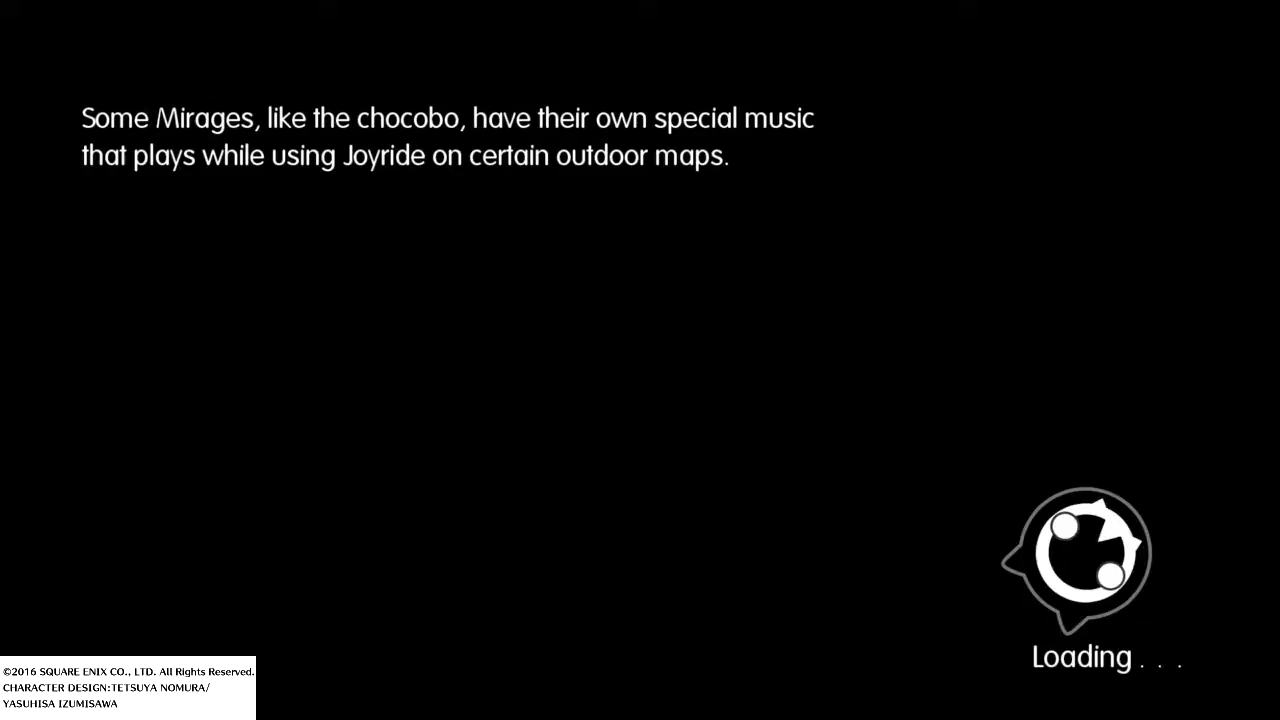 Some Mirages, like the chocobo, have their own special music
that plays while using Joyride on certain outdoor maps.
Loading . . .
©2016 SQUARE ENIX CO., LTD. All Rights Reserved.
CHARACTER DESIGN:TETSUYA NOMURA/
YASUHISA IZUMISAWA